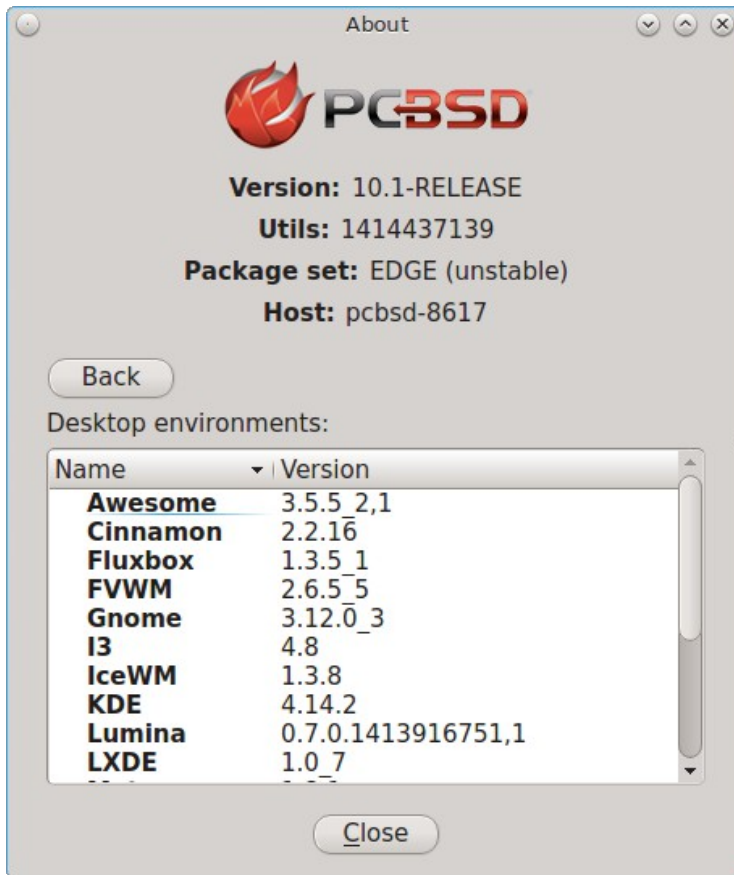 About
PCBSD
Version: 10.1-RELEASE
Utils: 1414437139
Package set: EDGE (unstable)
Host: pcbsd-8617
Back
Desktop environments:
Name Version
Awesome 3.5.5_2,1
Cinnamon 2.2.16
Fluxbox 1.3.5_1
FVWM 2.6.5_5
Gnome 3.12.0_3
I3 4.8
IceWM 1.3.8
KDE 4.14.2
Lumina 0.7.0.1413916751,1
LXDE 1.0_7
Close